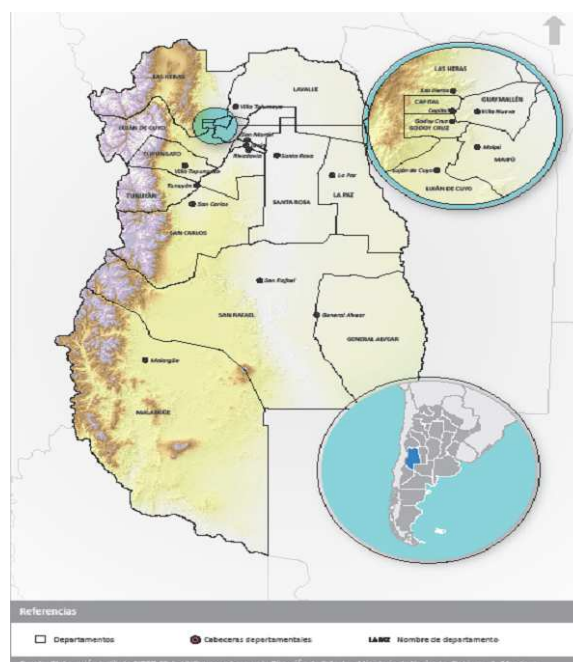 LAS HERAS
LAVALLE
Villa Tulumaya
LUJÁN DE CUYO
San Martín
Rivadavia
Santa Rosa
TUPUNGATO
Villa Tupungato
La Paz
Tunuyán
TUNUYÁN
San Carlos
SANTA ROSA
LA PAZ
SAN CARLOS
San Rafael
SAN RAFAEL
General Alvear
GENERAL ALVEAR
Malargüe
MALARGÜE
LAS HERAS
Las Heras
CAPITAL
GUAYMALLÉN
Capital
Villa Nueva
Godoy Cruz
GODOY CRUZ
Maipú
MAIPÚ
Luján de Cuyo
LUJÁN DE CUYO
Referencias
Departamentos
Cabeceras departamentales
LA PAZ
Nombre de departamento